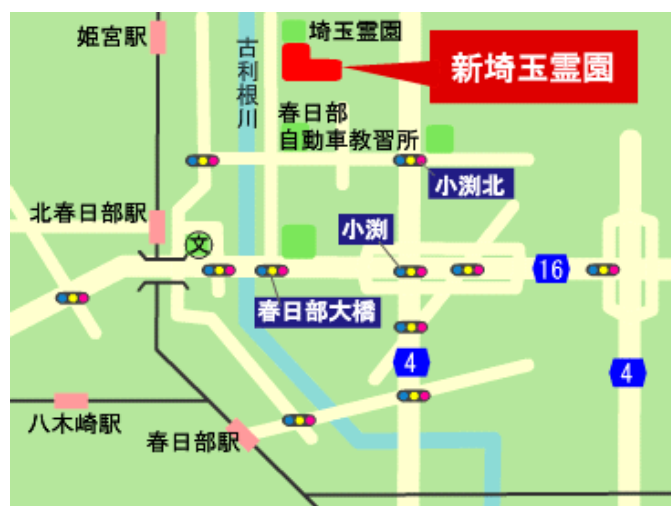 姫宮駅
古利根川
埼玉霊園
新埼玉霊園
春日部
自動車教習所
小渕北
北春日部駅
文
小渕
16
春日部大橋
4
4
八木崎駅
春日部駅